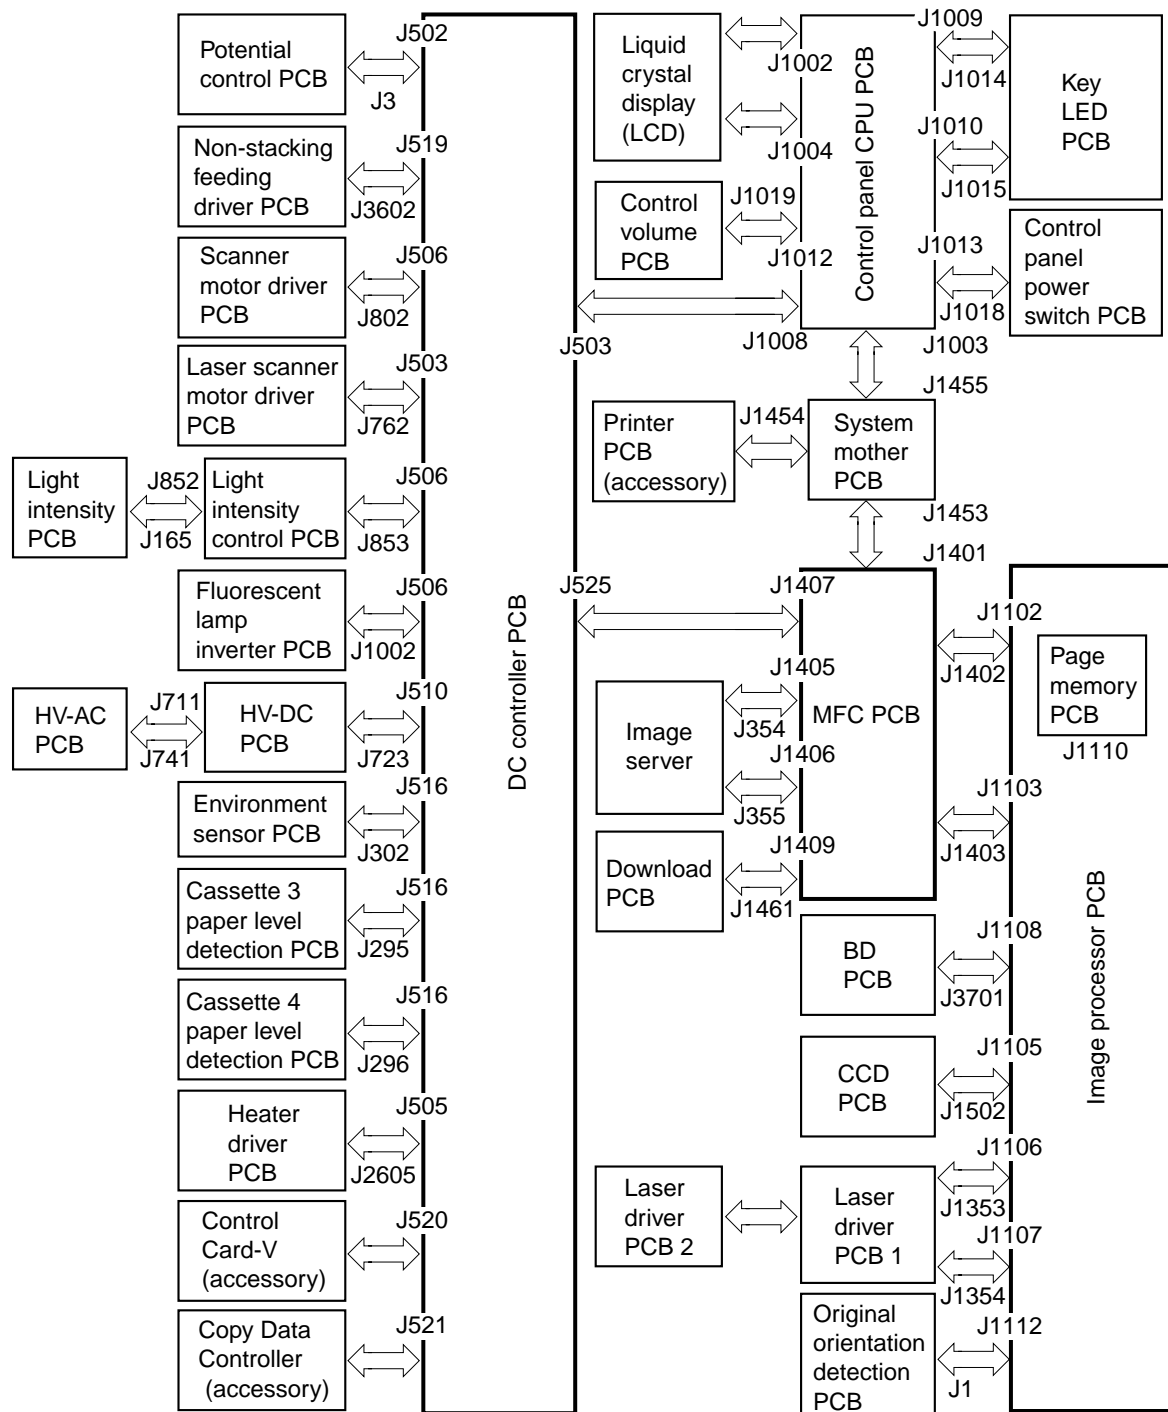 Potential
control PCB
J502
J3
Non-stacking
feeding
driver PCB
J519
J3602
Scanner
motor driver
PCB
J506
J802
Laser scanner
motor driver
PCB
J503
J762
Light
intensity
PCB
J852
J165
Light
intensity
control PCB
J506
J853
Fluorescent
lamp
inverter PCB
J506
J1002
HV-AC
PCB
J711
J741
HV-DC
PCB
J510
J723
Environment
sensor PCB
J516
J302
Cassette 3
paper level
detection PCB
J516
J295
Cassette 4
paper level
detection PCB
J516
J296
Heater
driver
PCB
J505
J2605
Control
Card-V
(accessory)
J520
Copy Data
Controller
(accessory)
J521
DC controller PCB
J503
J525
Liquid
crystal
display
(LCD)
J1002
J1004
Control
volume
PCB
J1019
J1012
J1008
Control panel CPU PCB
J1009
J1014
J1010
J1015
Key
LED
PCB
J1013
J1018
Control
panel
power
switch PCB
J1003
J1455
Printer
PCB
(accessory)
J1454
System
mother
PCB
J1453
J1401
J1407
MFC PCB
J1405
J354
Image
server
J1406
J355
Download
PCB
J1409
J1461
J1102
J1402
Page
memory
PCB
J1110
J1103
J1403
Image processor PCB
BD
PCB
J1108
J3701
CCD
PCB
J1105
J1502
Laser
driver
PCB 2
Laser
driver
PCB 1
J1106
J1353
J1107
J1354
Original
orientation
detection
PCB
J1112
J1